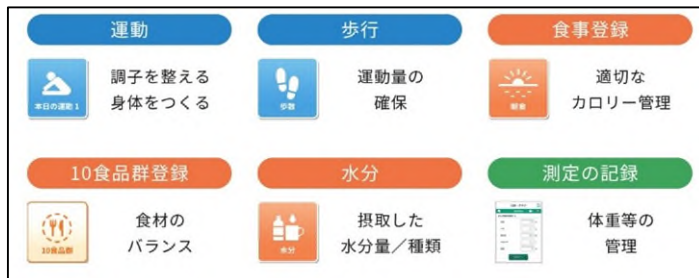 運動
歩行
食事登録
本日の運動1
調子を整える
身体をつくる
歩数
運動量の
確保
朝食
適切な
カロリー管理
10食品群登録
水分
測定の記録
10食品群
食材の
バランス
水分
摂取した
水分量／種類
体重等の
管理